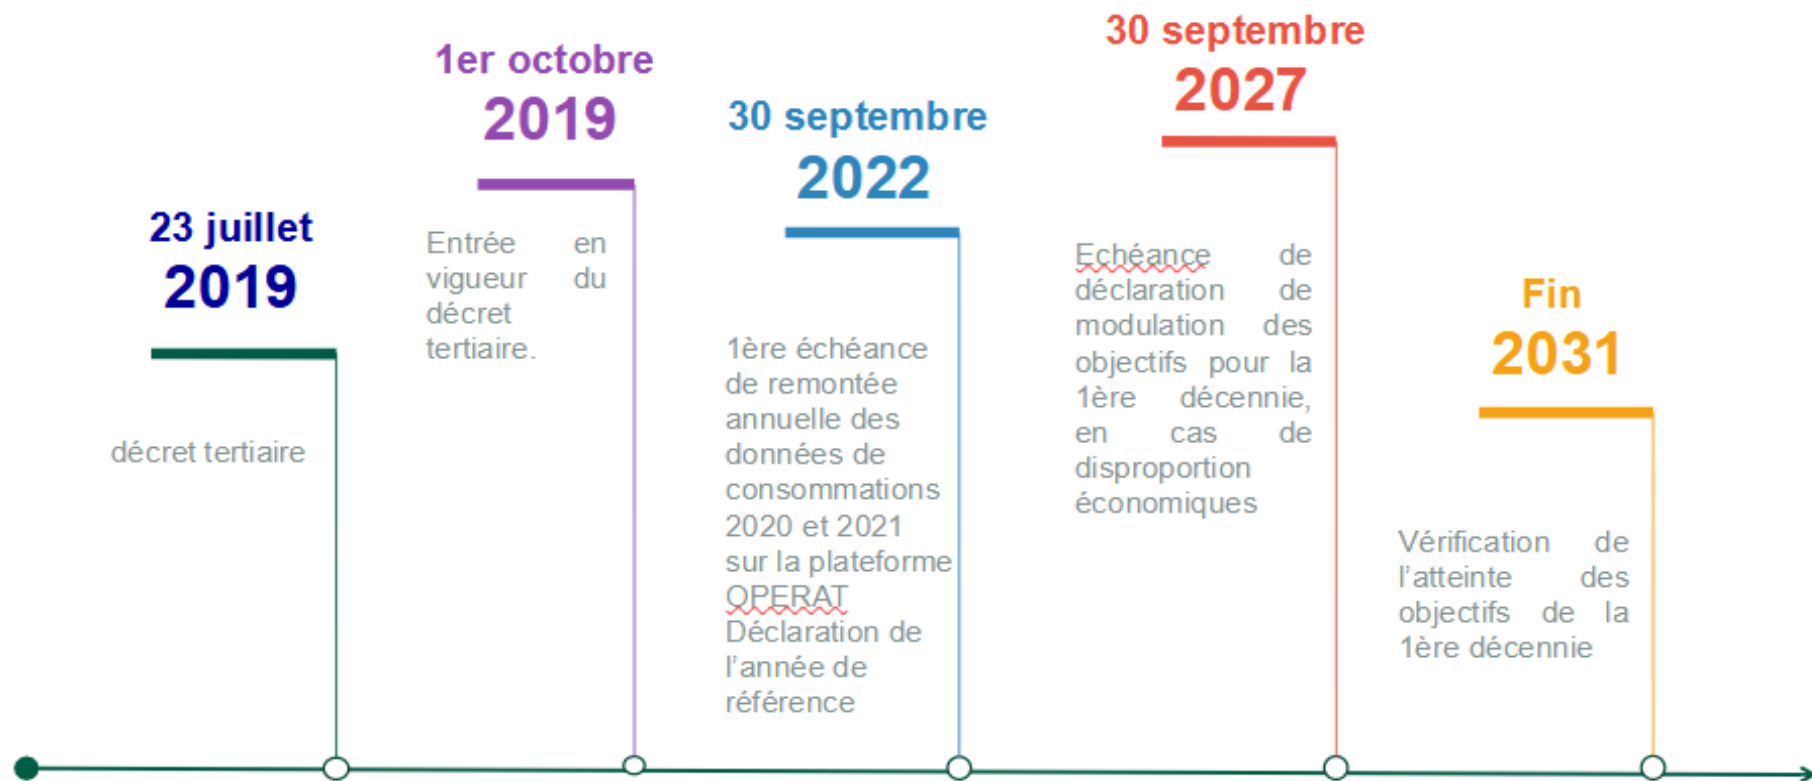 23 juillet
2019
décret tertiaire
1er octobre
2019
Entrée en
vigueur du
décret
tertiaire.
30 septembre
2022
1ère échéance
de remontée
annuelle des
données de
consommations
2020 et 2021
sur la plateforme
OPERAT
Déclaration de
l'année de
référence
30 septembre
2027
Echéance de
déclaration de
modulation des
objectifs pour la
1ère décennie,
en cas de
disproportion
économiques
Fin
2031
Vérification de
l'atteinte des
objectifs de la
1ère décennie